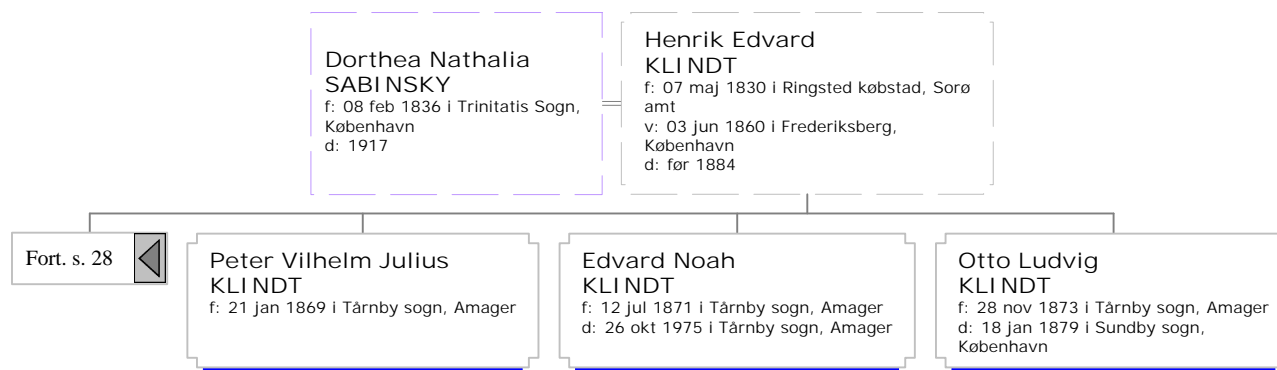 Dorthea Nathalia
SABINSKY
f: 08 feb 1836 i Trinitatis Sogn,
København
d: 1917
Henrik Edvard
KLINDT
f: 07 maj 1830 i Ringsted købstad, Sorø
amt
v: 03 jun 1860 i Frederiksberg,
København
d: før 1884
Fort. s. 28
Peter Vilhelm Julius
KLINDT
f: 21 jan 1869 i Tårnby sogn, Amager
Edvard Noah
KLINDT
f: 12 jul 1871 i Tårnby sogn, Amager
d: 26 okt 1975 i Tårnby sogn, Amager
Otto Ludvig
KLINDT
f: 28 nov 1873 i Tårnby sogn, Amager
d: 18 jan 1879 i Sundby sogn,
København